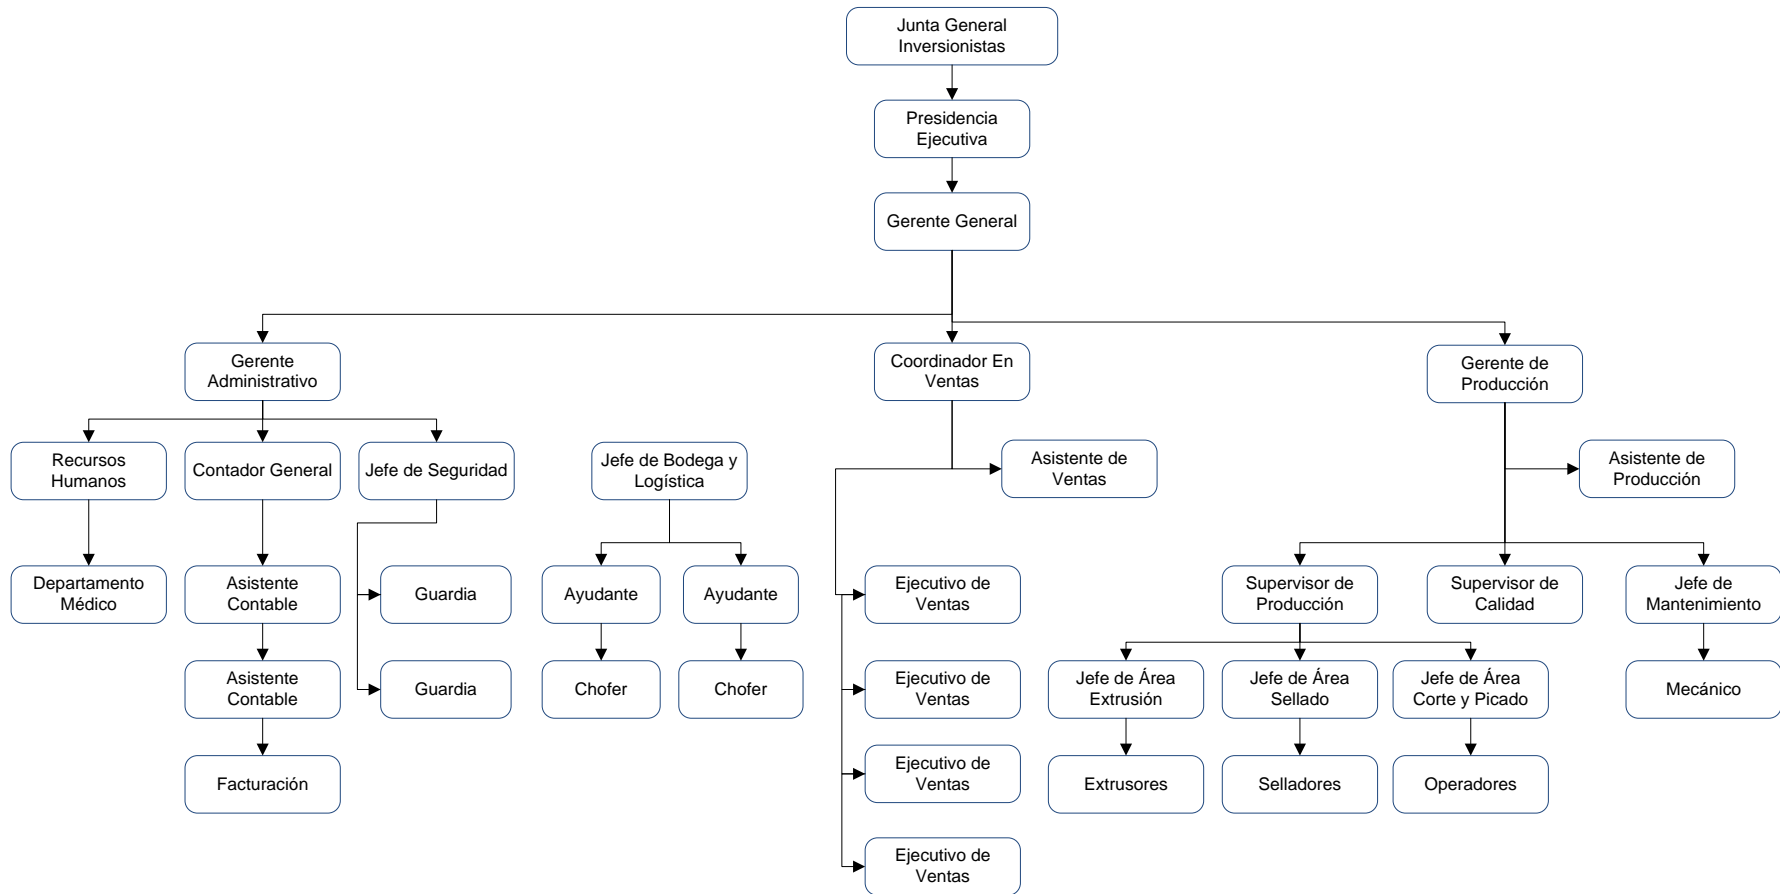 Junta General
Inversionistas
Presidencia
Ejecutiva
Gerente General
Gerente
Administrativo
Coordinador En
Ventas
Gerente de
Producción
Recursos
Humanos
Contador General
Jefe de Seguridad
Jefe de Bodega y
Logística
Asistente de
Ventas
Asistente de
Producción
Departamento
Médico
Asistente
Contable
Guardia
Ayudante
Ayudante
Ejecutivo de
Ventas
Supervisor de
Producción
Supervisor de
Calidad
Jefe de
Mantenimiento
Asistente
Contable
Guardia
Chofer
Chofer
Ejecutivo de
Ventas
Jefe de Área
Extrusión
Jefe de Área
Sellado
Jefe de Área
Corte y Picado
Mecánico
Facturación
Ejecutivo de
Ventas
Extrusores
Selladores
Operadores
Ejecutivo de
Ventas